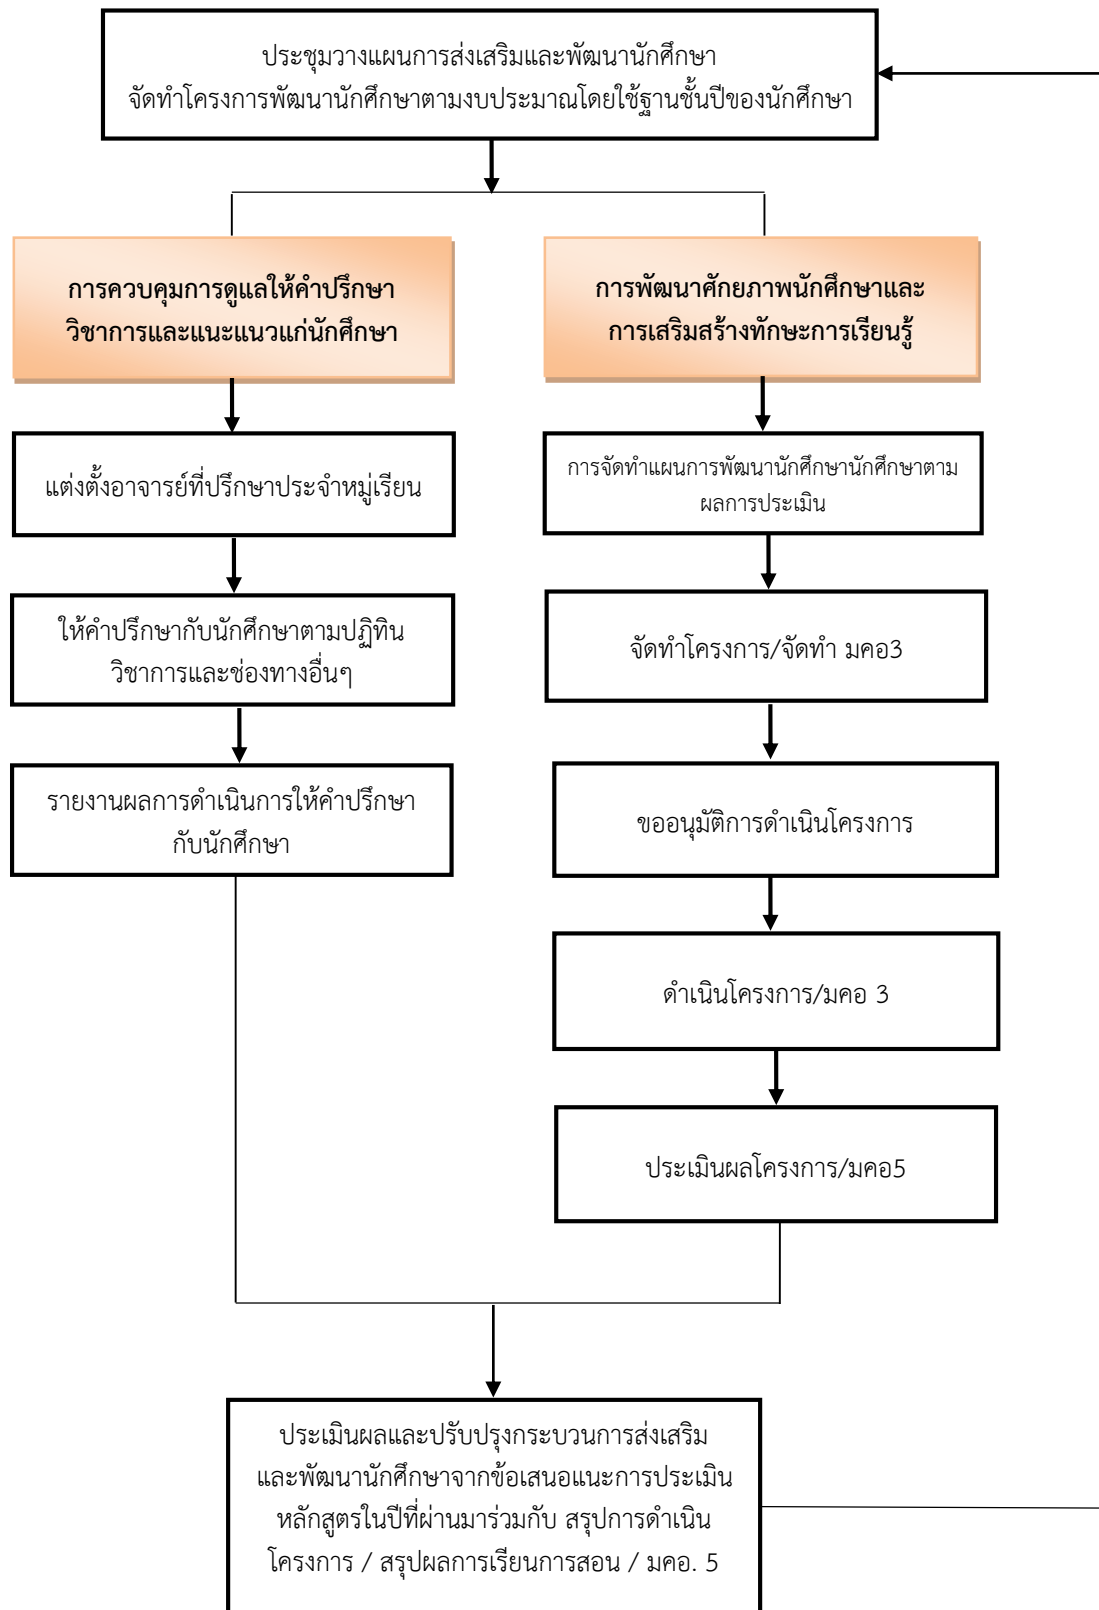 ประชุมวางแผนการส่งเสริมและพัฒนานักศึกษา
จัดทำโครงการพัฒนานักศึกษาตามงบประมาณโดยใช้ฐานชั้นปีของนักศึกษา
การควบคุมการดูแลให้คำปรึกษา
วิชาการและแนะแนวแก่นักศึกษา
แต่งตั้งอาจารย์ที่ปรึกษาประจำหมู่เรียน
ให้คำปรึกษากับนักศึกษาตามปฏิทิน
วิชาการและช่องทางอื่นๆ
รายงานผลการดำเนินการให้คำปรึกษา
กับนักศึกษา
การพัฒนาศักยภาพนักศึกษาและ
การเสริมสร้างทักษะการเรียนรู้
การจัดทำแผนการพัฒนานักศึกษานักศึกษาตาม
ผลการประเมิน
จัดทำโครงการ/จัดทำ มคอ3
ขออนุมัติการดำเนินโครงการ
ดำเนินโครงการ/มคอ 3
ประเมินผลโครงการ/มคอ5
ประเมินผลและปรับปรุงกระบวนการส่งเสริม
และพัฒนานักศึกษาจากข้อเสนอแนะการประเมิน
หลักสูตรในปีที่ผ่านมาร่วมกับ สรุปการดำเนิน
โครงการ / สรุปผลการเรียนการสอน / มคอ. 5